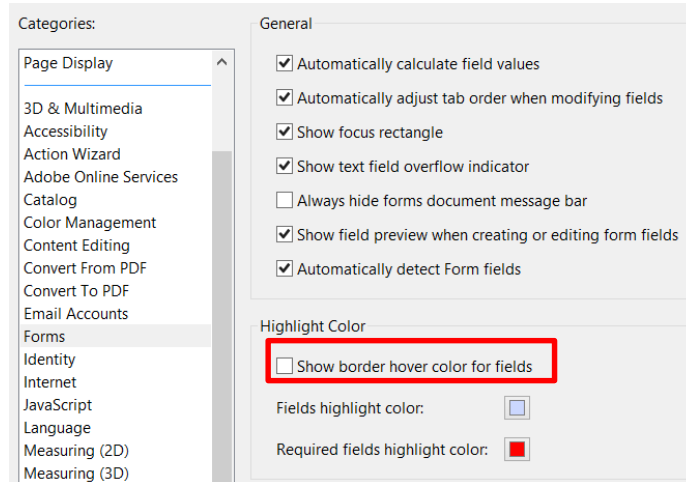 Categories:
Page Display
3D & Multimedia
Accessibility
Action Wizard
Adobe Online Services
Catalog
Color Management
Content Editing
Convert From PDF
Convert To PDF
Email Accounts
Forms
Identity
Internet
JavaScript
Language
Measuring (2D)
Measuring (3D)
General
Automatically calculate field values
Automatically adjust tab order when modifying fields
Show focus rectangle
Show text field overflow indicator
Always hide forms document message bar
Show field preview when creating or editing form fields
Automatically detect Form fields
Highlight Color
Show border hover color for fields
Fields highlight color:
Required fields highlight color: